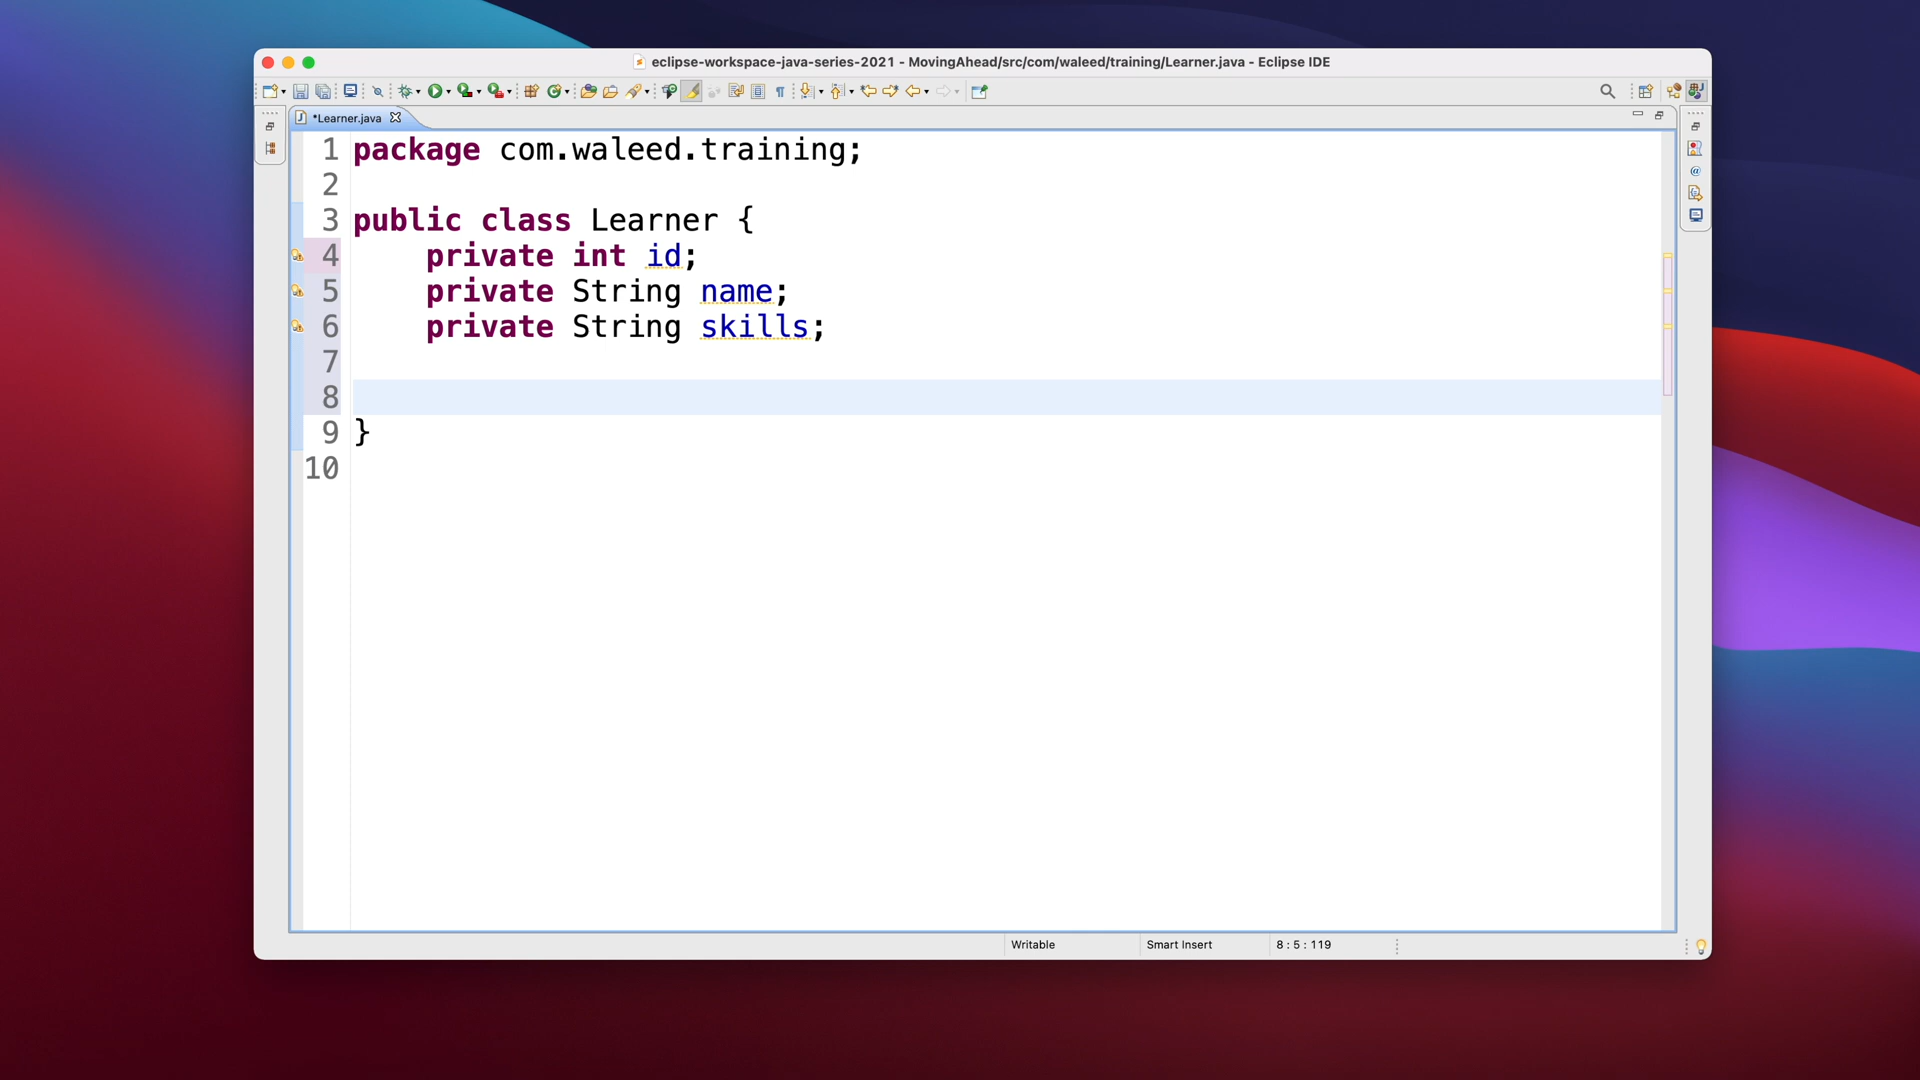 eclipse-workspace-java-series-2021 - MovingAhead/src/com/waleed/training/Learner.java - Eclipse IDE
*Learner.java
1 package com.waleed.training;
2
3 public class Learner {
4 private int id;
5 private String name;
6 private String skills;
7
8
9 }
10
Writable Smart Insert 8 : 5 : 119